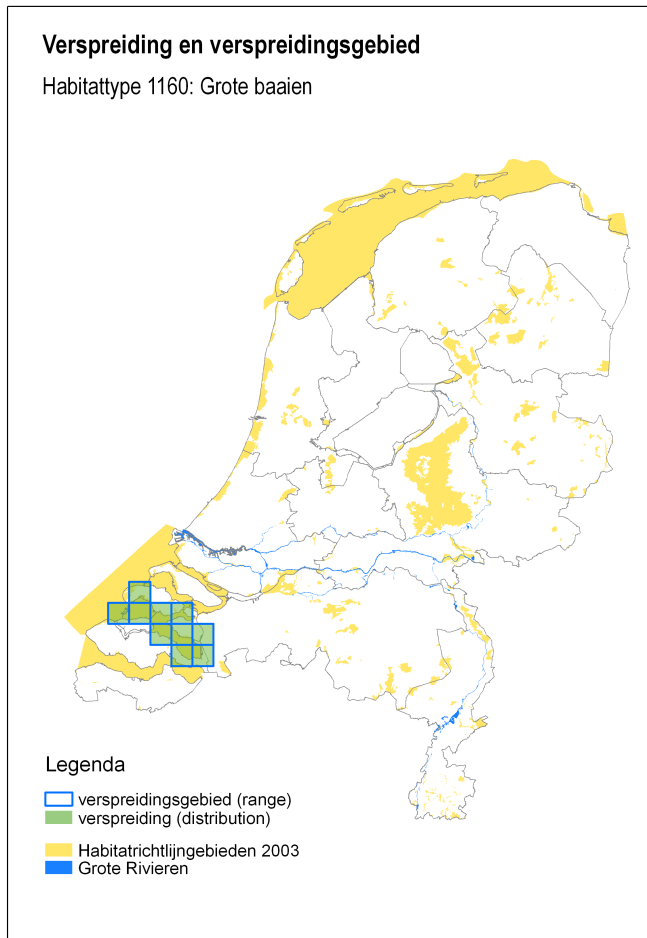 Verspreiding en verspreidingsgebied
Habitattype 1160: Grote baaien
Legenda
verspreidingsgebied (range)
verspreiding (distribution)
Habitatrichtlijngebieden 2003
Grote Rivieren